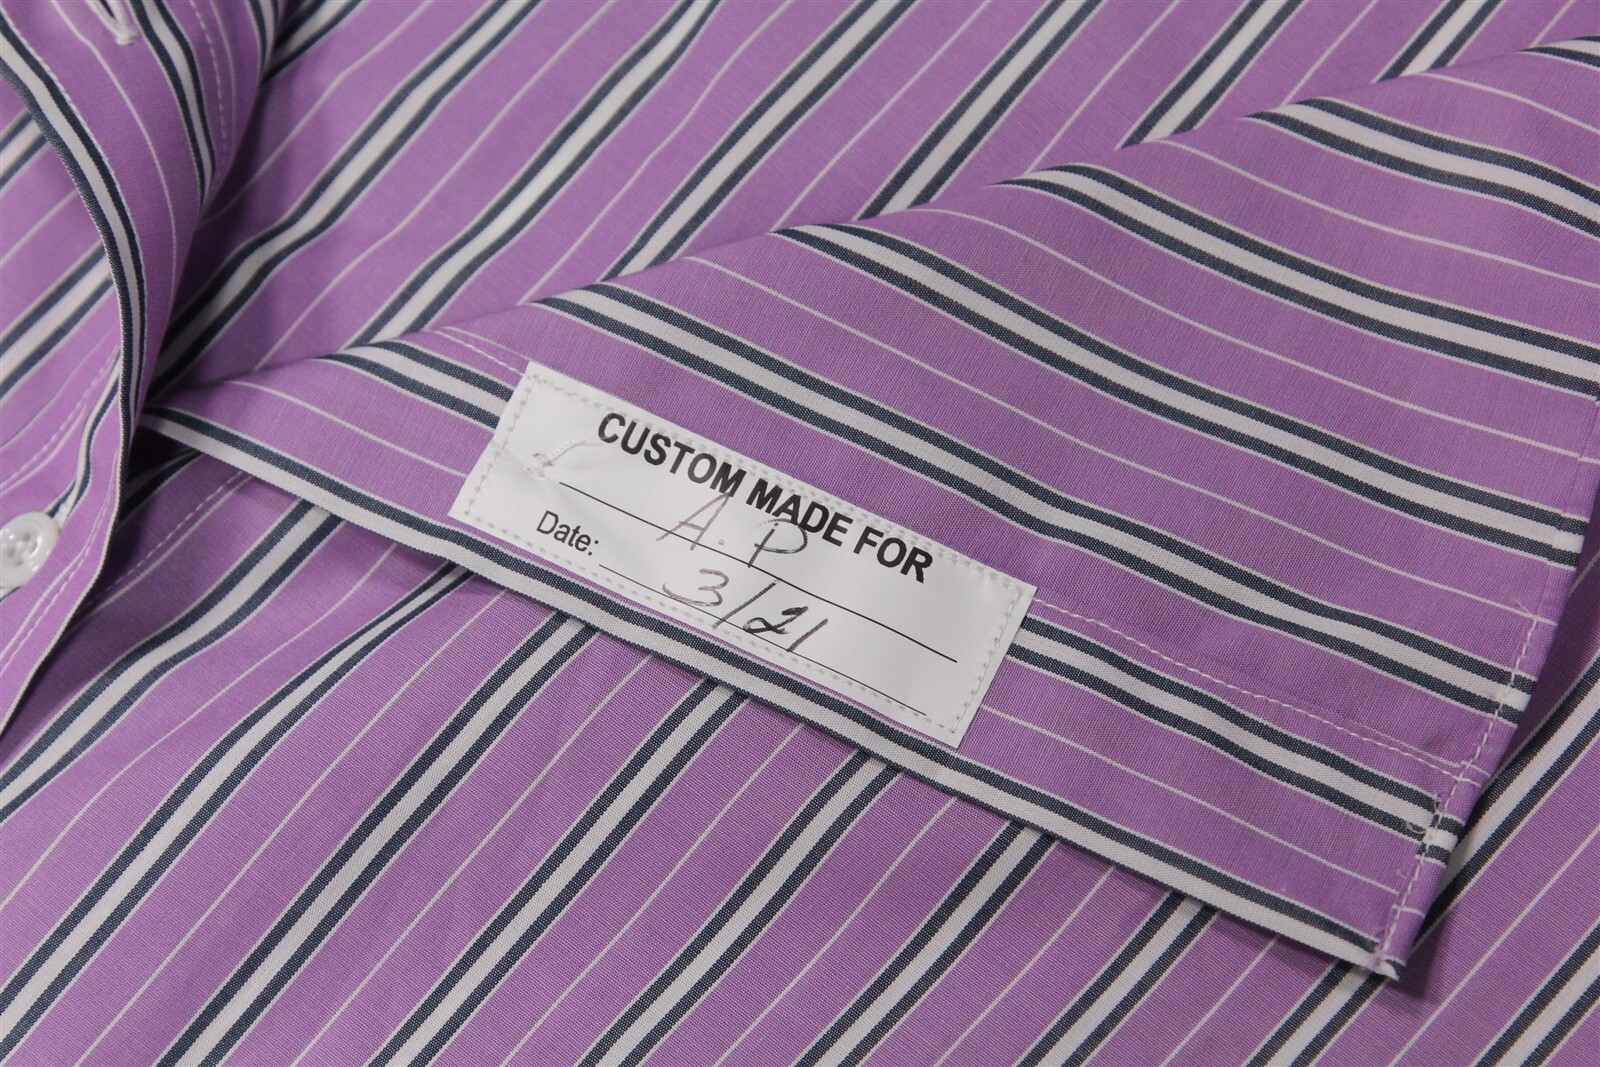 CUSTOM MADE FOR
A.P
Date: 3/21